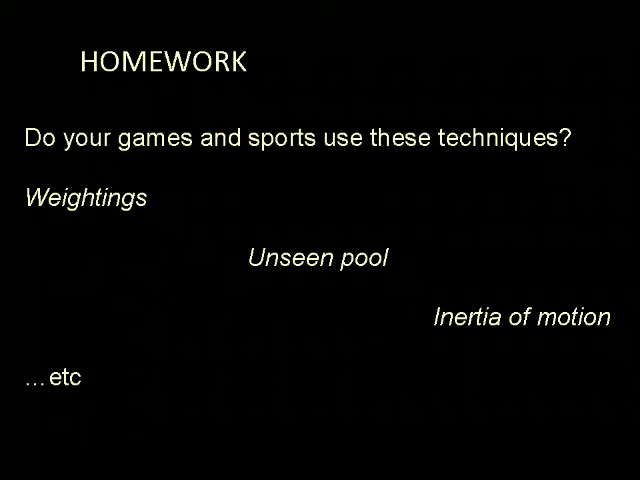 HOMEWORK
Do your games and sports use these techniques?
Weightings
Unseen pool
Inertia of motion
…etc